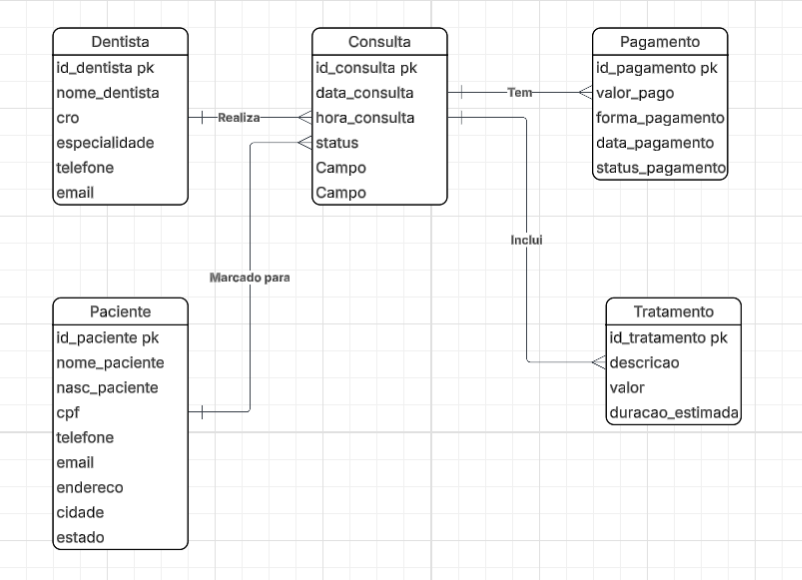 Dentista
id_dentista pk
nome_dentista
cro
especialidade
telefone
email
Realiza
Consulta
id_consulta pk
data_consulta
hora_consulta
status
Campo
Campo
Tem
Pagamento
id_pagamento pk
valor_pago
forma_pagamento
data_pagamento
status_pagamento
Inclui
Marcado para
Paciente
id_paciente pk
nome_paciente
nasc_paciente
cpf
telefone
email
endereco
cidade
estado
Tratamento
id_tratamento pk
descricao
valor
duracao_estimada